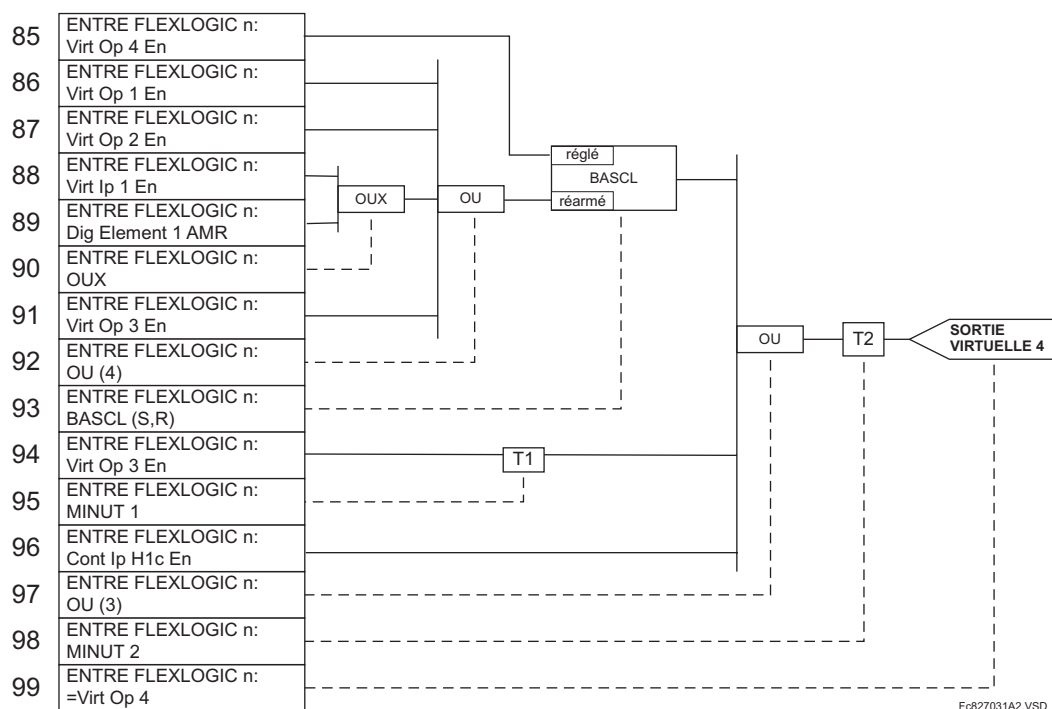 85
ENTRE FLEXLOGIC n:
Virt Op 4 En
86
ENTRE FLEXLOGIC n:
Virt Op 1 En
87
ENTRE FLEXLOGIC n:
Virt Op 2 En
88
ENTRE FLEXLOGIC n:
Virt Ip 1 En
89
ENTRE FLEXLOGIC n:
Dig Element 1 AMR
90
ENTRE FLEXLOGIC n:
OUX
91
ENTRE FLEXLOGIC n:
Virt Op 3 En
92
ENTRE FLEXLOGIC n:
OU (4)
93
ENTRE FLEXLOGIC n:
BASCL (S,R)
94
ENTRE FLEXLOGIC n:
Virt Op 3 En
95
ENTRE FLEXLOGIC n:
MINUT 1
96
ENTRE FLEXLOGIC n:
Cont Ip H1c En
97
ENTRE FLEXLOGIC n:
OU (3)
98
ENTRE FLEXLOGIC n:
MINUT 2
99
ENTRE FLEXLOGIC n:
=Virt Op 4
OUX
OU
réglé
BASCL
réarmé
T1
OU
T2
SORTIE
VIRTUELLE 4
Fc827031A2.VSD